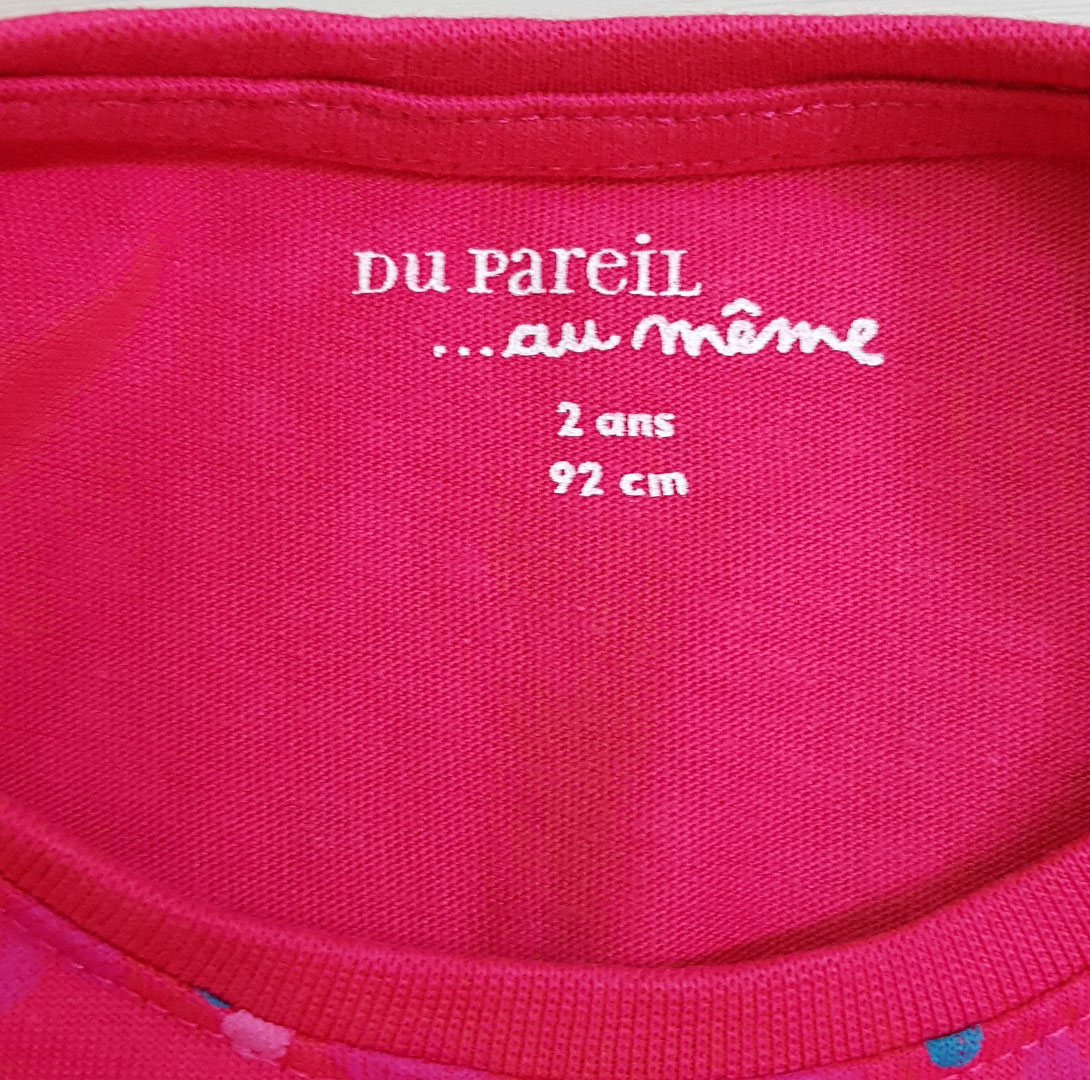 DU PAREIL
...au même
2 ans
92 cm